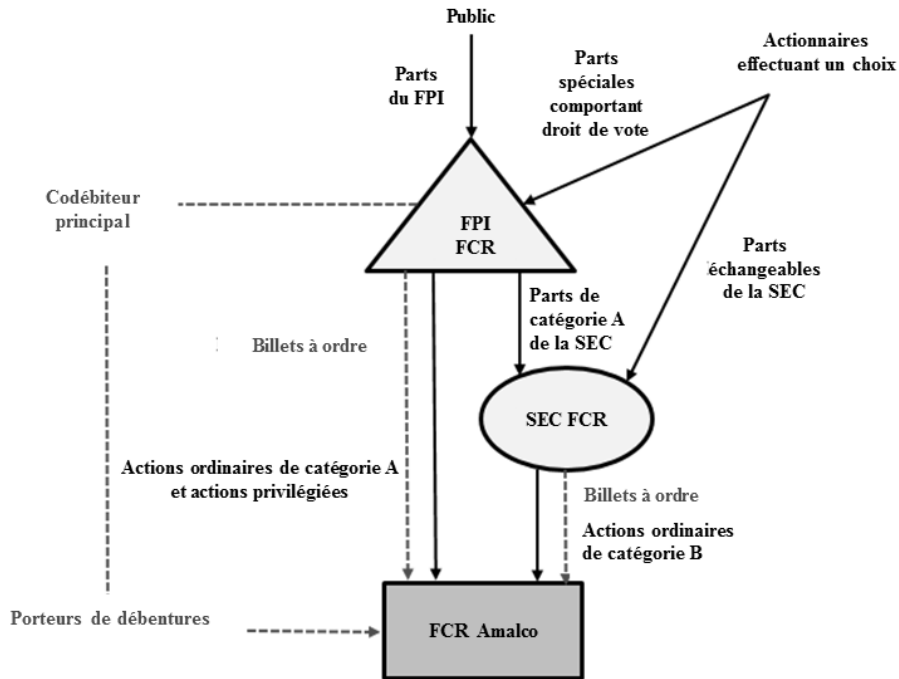 Public
Actionnaires
effectuant un choix
Parts
spéciales
comportant
droit de vote
Parts
du FPI
Codébiteur
principal
FPI
FCR
Parts
échangeables
de la SEC
Parts de
catégorie A
de la SEC
Billets à ordre
SEC FCR
Actions ordinaires de catégorie A
et actions privilégiées
Billets à ordre
Actions ordinaires
de catégorie B
Porteurs de débentures
FCR Amalco